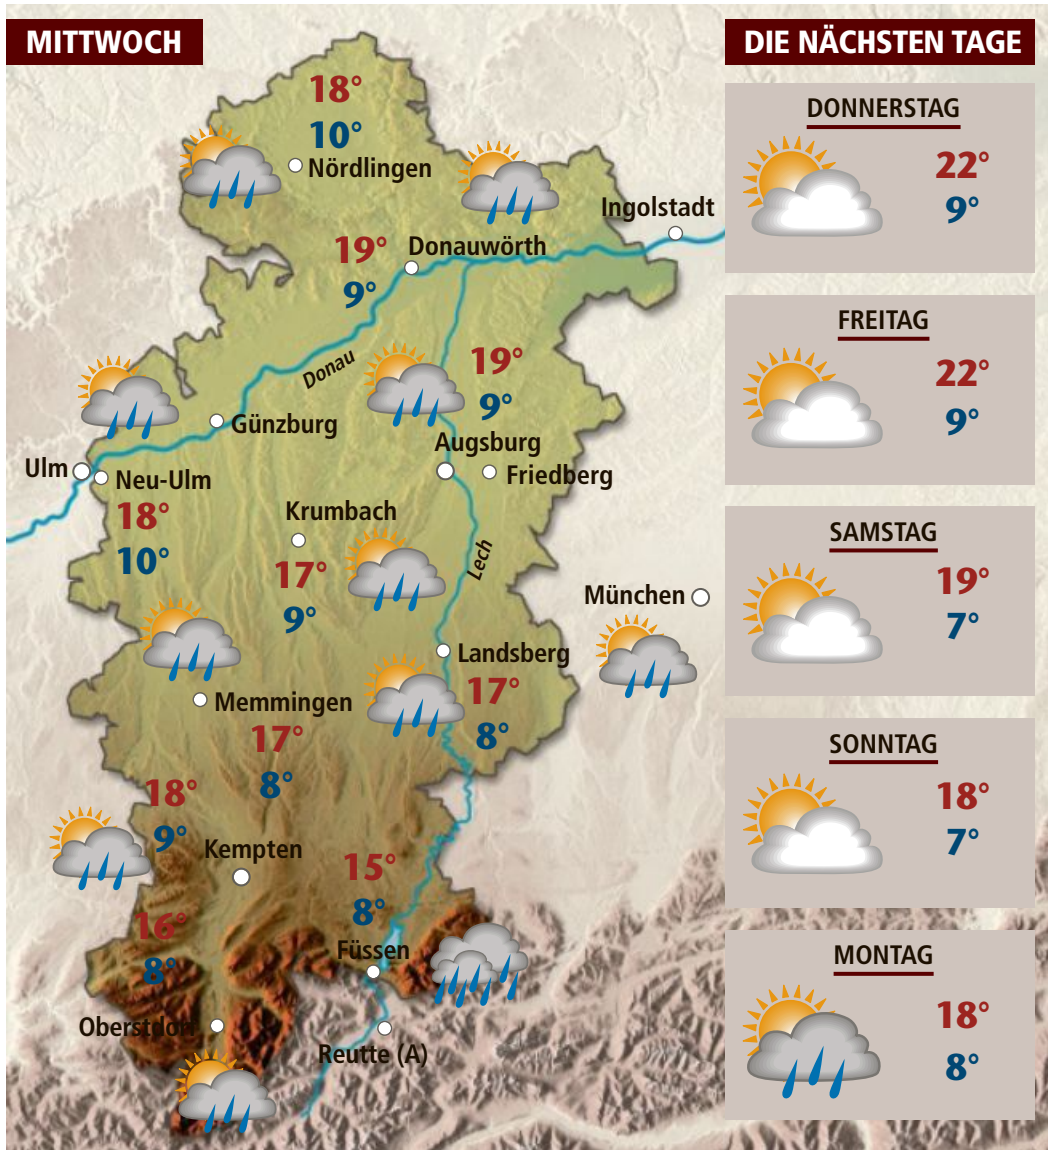 MITTWOCH
18°
10°
Nördlingen
Ingolstadt
Donauwörth
19°
9°
Donau
19°
9°
Günzburg
Augsburg
Ulm
Neu-Ulm
Friedberg
18°
10°
Krumbach
17°
9°
Lech
München
Landsberg
17°
8°
Memmingen
17°
8°
18°
9°
Kempten
15°
8°
16°
8°
Füssen
Oberstdorf
Reutte (A)
DIE NÄCHSTEN TAGE
DONNERSTAG
22°
9°
FREITAG
22°
9°
SAMSTAG
19°
7°
SONNTAG
18°
7°
MONTAG
18°
8°